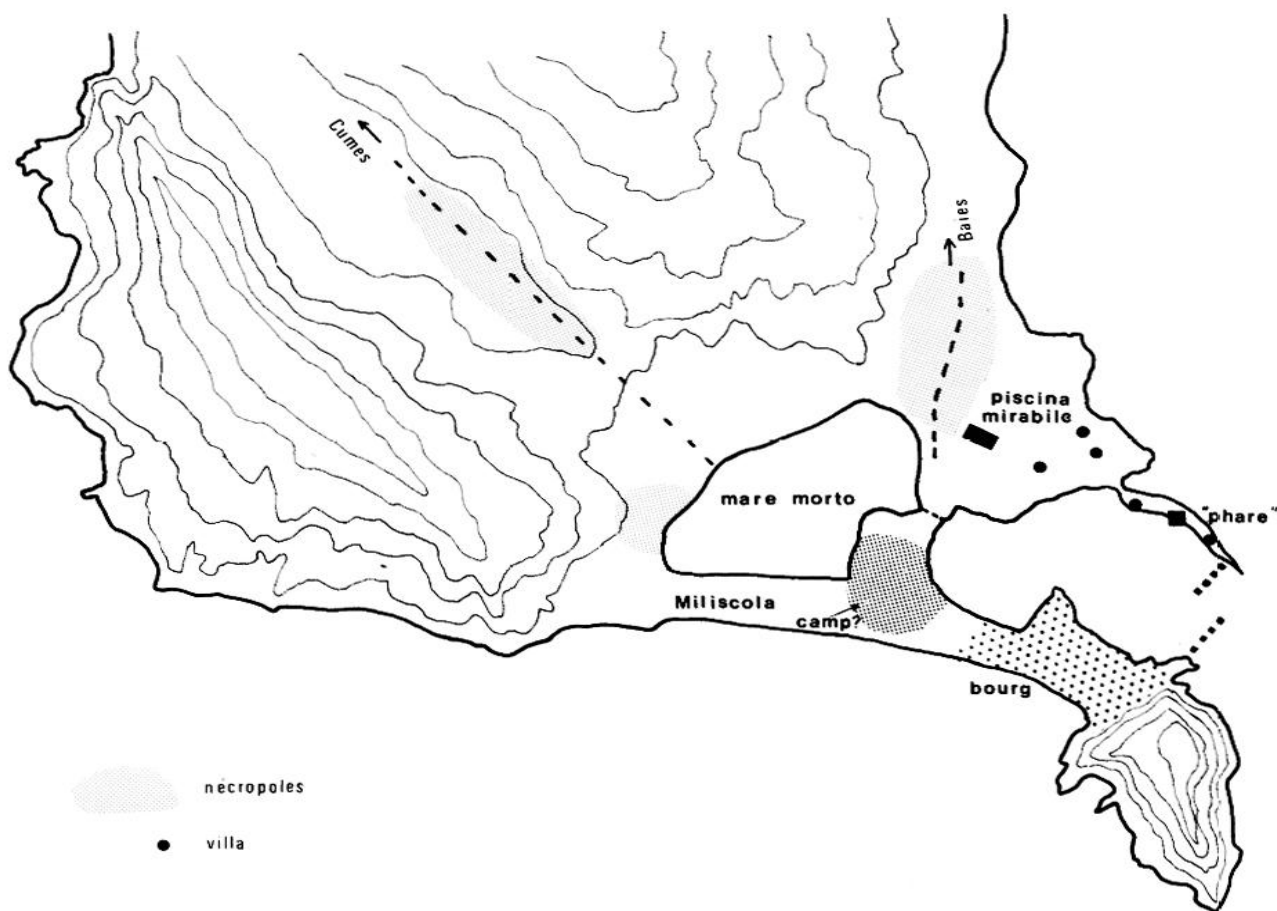 Cumes
Baies
piscina
mirabile
mare morto
"phare"
Miliscola
camp?
bourg
nécropoles
villa